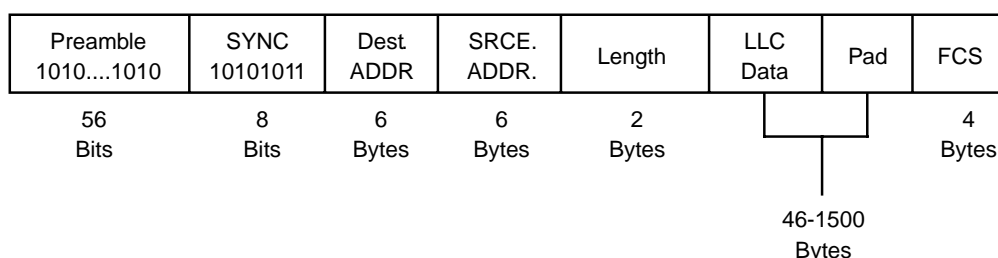 Preamble
1010....1010
SYNC
10101011
Dest.
ADDR
SRCE.
ADDR.
Length
LLC
Data
Pad
FCS
56
Bits
8
Bits
6
Bytes
6
Bytes
2
Bytes
4
Bytes
46-1500
Bytes